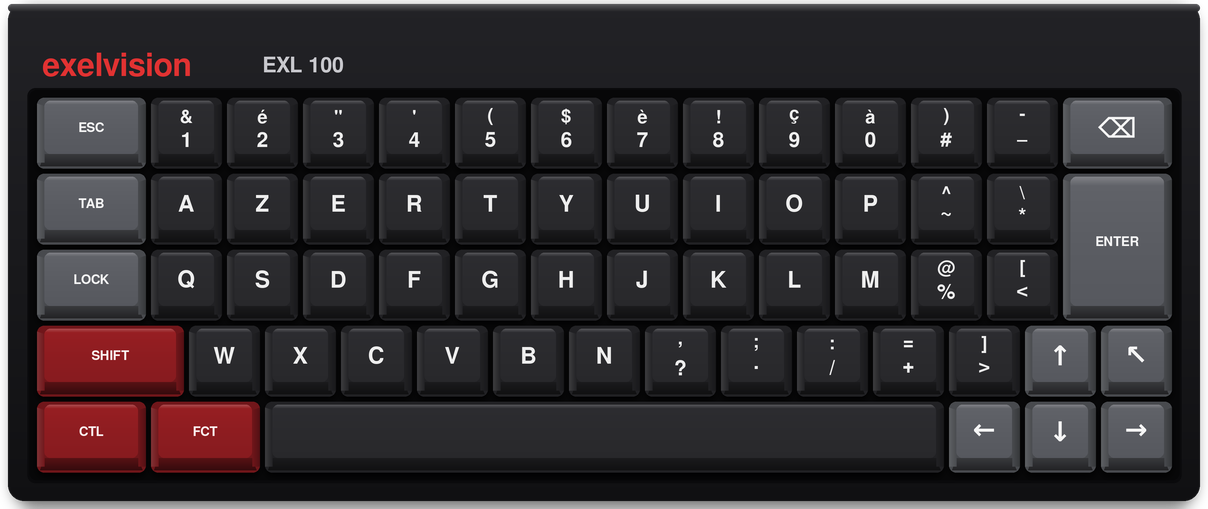 exelvision EXL 100
ESC & é " ' ( $ è ! ç à ) - ⌫
1 2 3 4 5 6 7 8 9 0 # _
TAB A Z E R T Y U I O P ^ \
~ *
ENTER
LOCK Q S D F G H J K L M @ [
% <
SHIFT W X C V B N , ; : = ] ↑ ↖
? . / + >
CTL FCT ← ↓ →